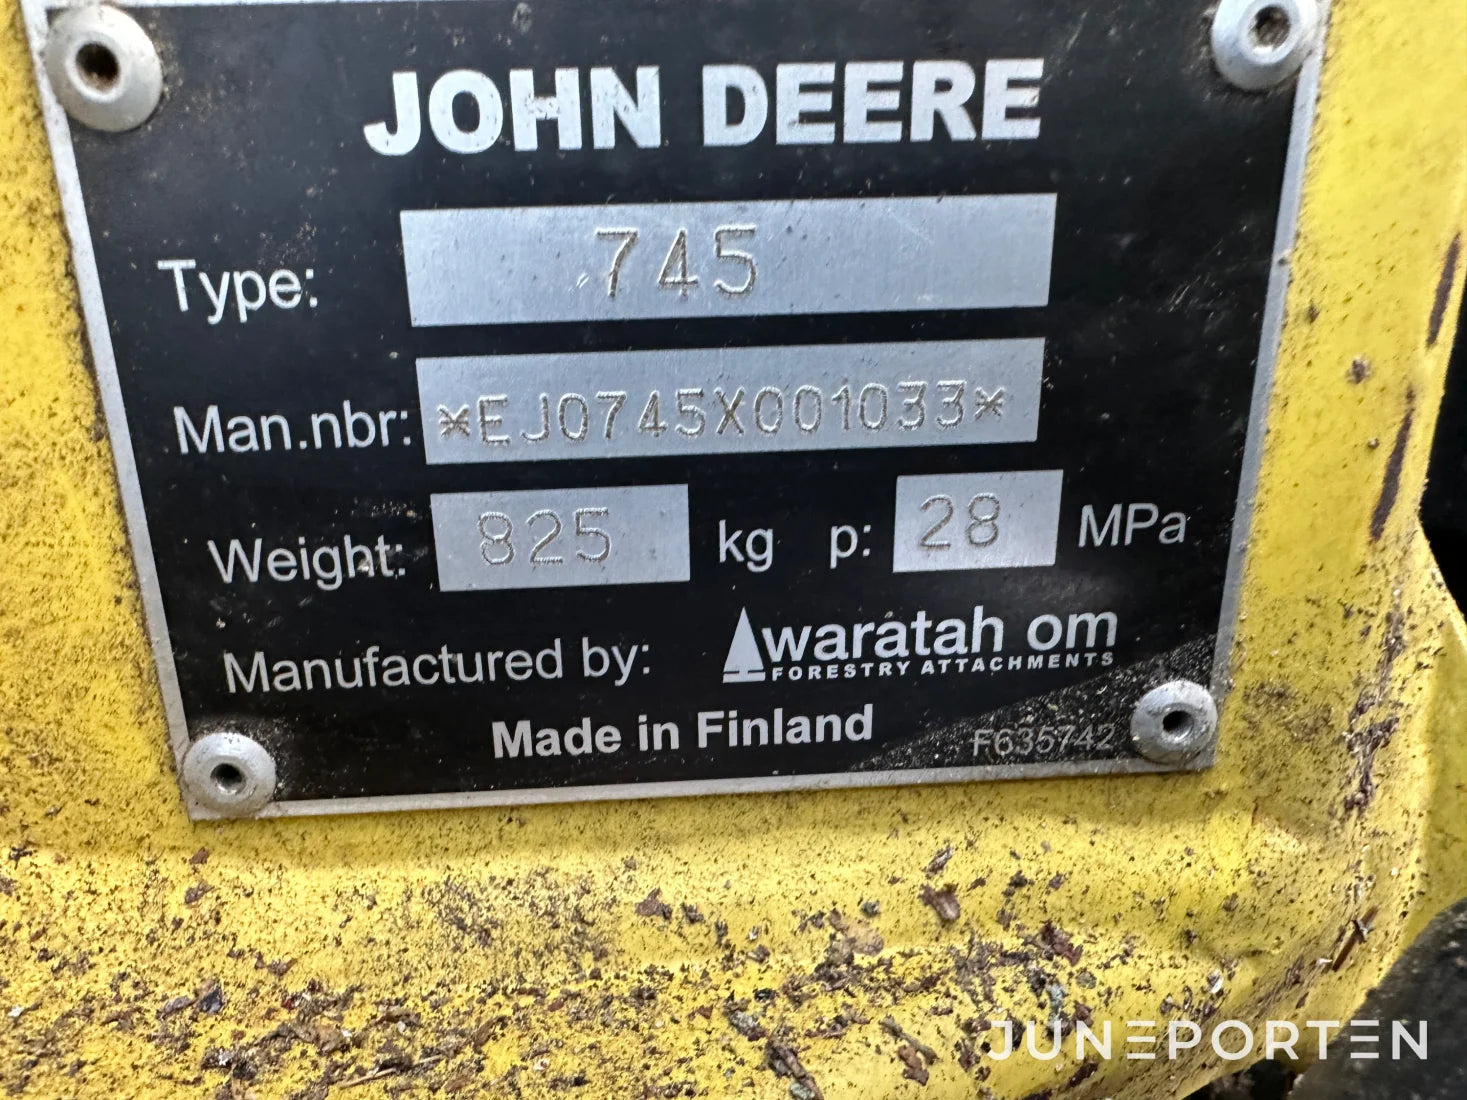 JOHN DEERE
Type: 745
Man.nbr: *EJ0745X001033*
Weight: 825 kg p: 28 MPa
Manufactured by: waratah om
FORESTRY ATTACHMENTS
Made in Finland
F635742
JUNEPORTEN